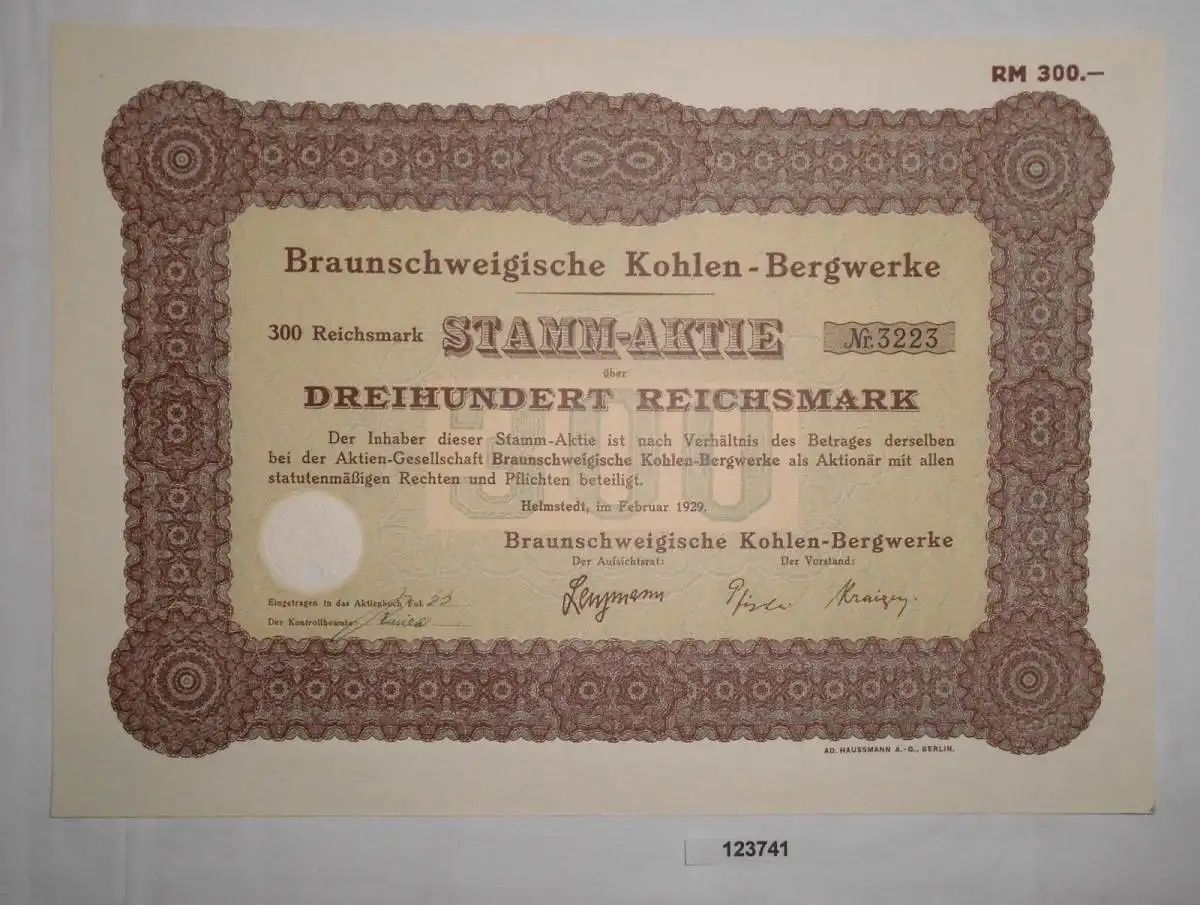 RM 300.—
Braunschweigische Kohlen-Bergwerke
300 Reichsmark STAMM-AKTIE Nr. 3223
über
DREIHUNDERT REICHSMARK
300
Der Inhaber dieser Stamm-Aktie ist nach Verhältnis des Betrages derselben
bei der Aktien-Gesellschaft Braunschweigische Kohlen-Bergwerke als Aktionär mit allen
statutenmäßigen Rechten und Pflichten beteiligt.
Helmstedt, im Februar 1929.
Braunschweigische Kohlen-Bergwerke
Der Aufsichtsrat: Der Vorstand:
Eingetragen in das Aktienbuch Fol.
Der Kontrollbeamte
AD. HAUSSMANN A.-G., BERLIN.
123741